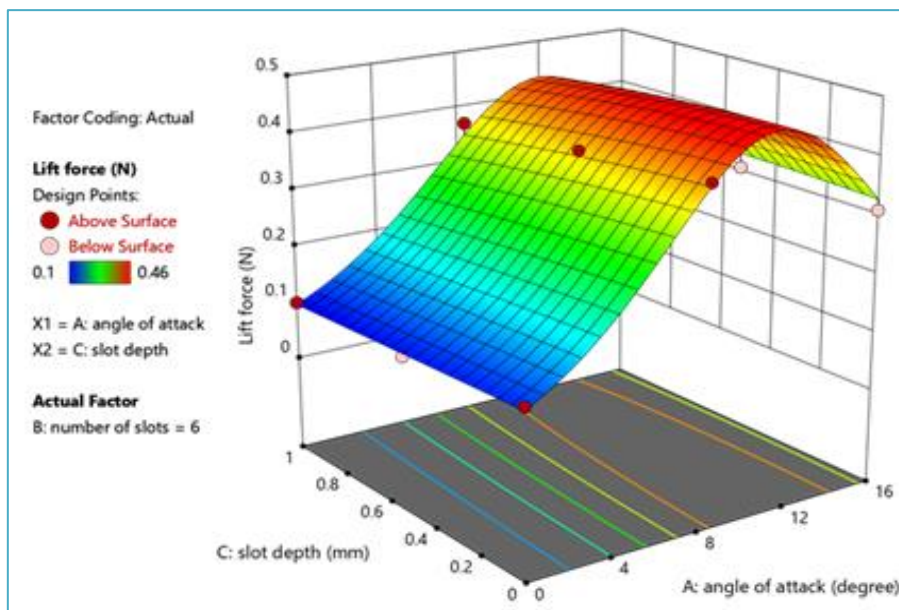 Factor Coding: Actual
Lift force (N)
Design Points:
Above Surface
Below Surface
0.1 0.46
X1 = A: angle of attack
X2 = C: slot depth
Actual Factor
B: number of slots = 6
Lift force (N)
0.5
0.4
0.3
0.2
0.1
0
1
0.8
0.6
0.4
0.2
0
C: slot depth (mm)
0
4
8
12
16
A: angle of attack (degree)